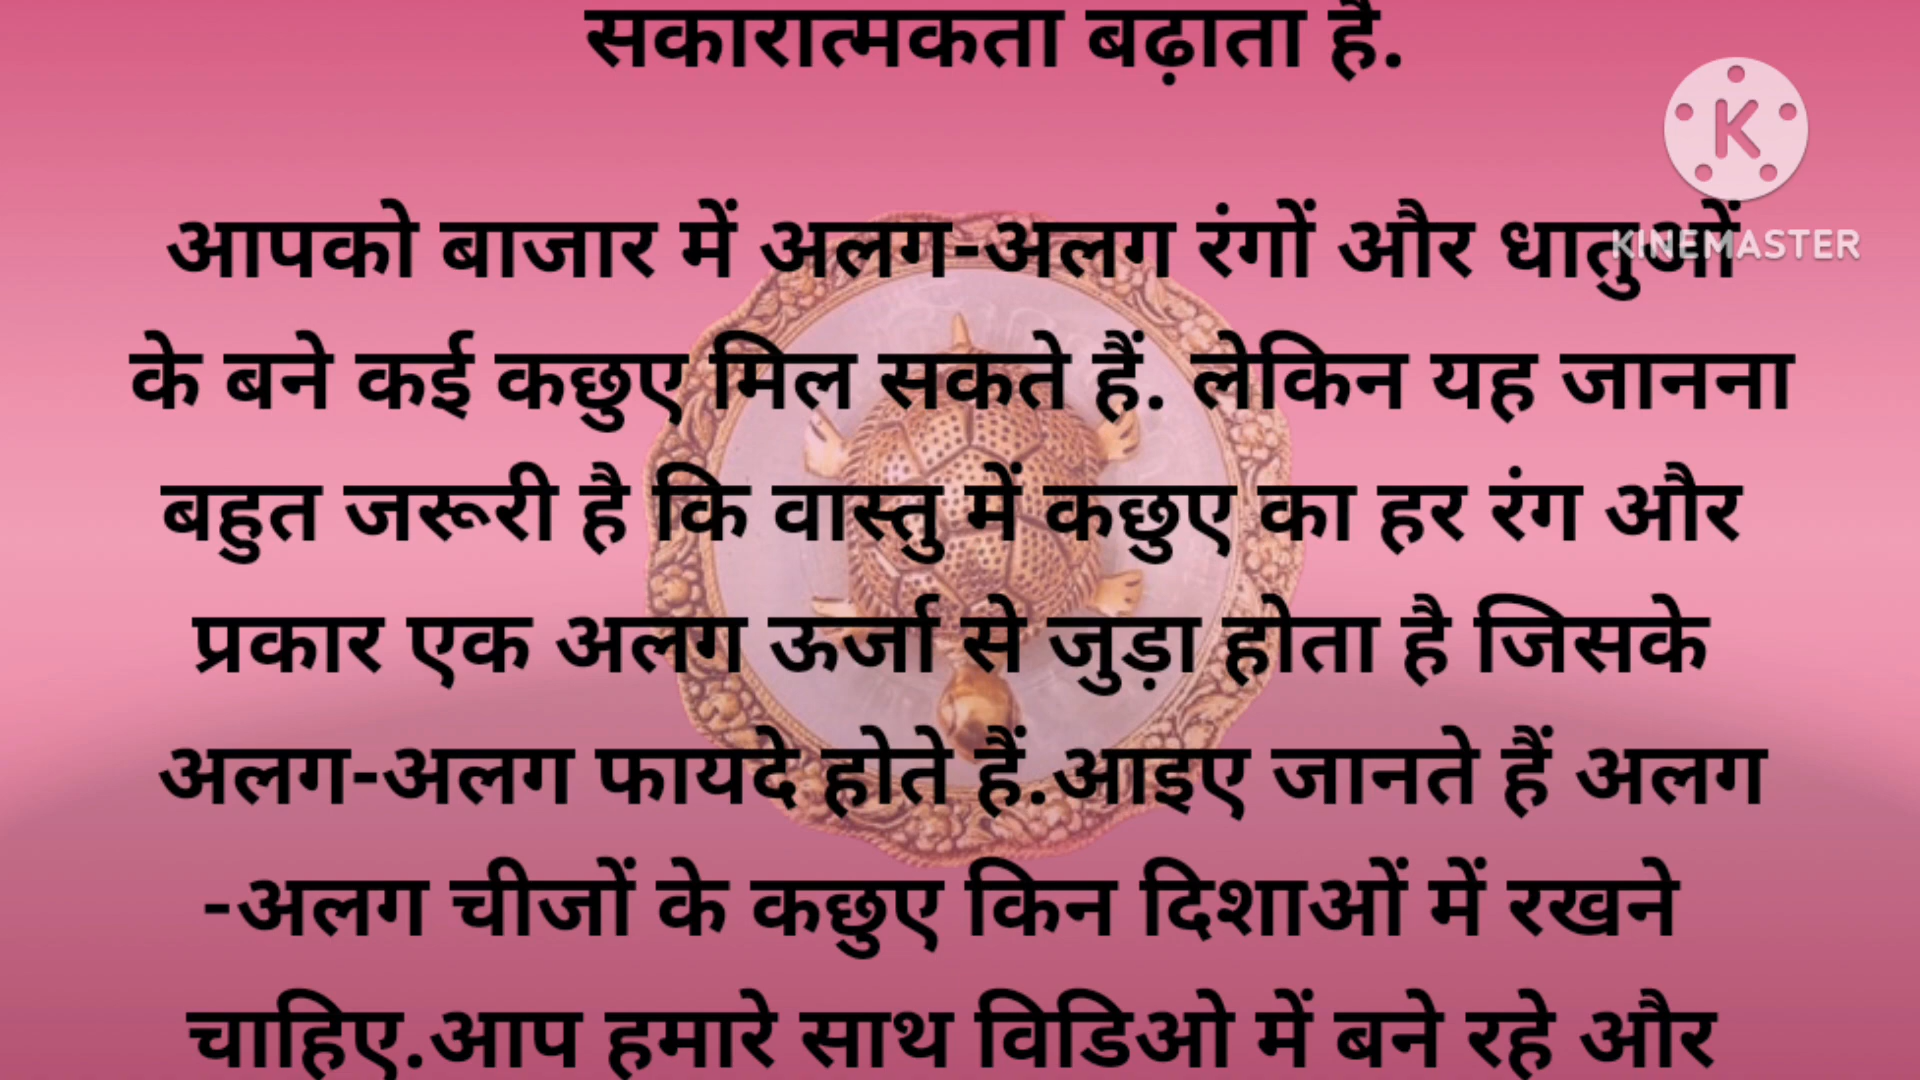 सकारात्मकता बढ़ाता है.
K
KINEMASTER
आपको बाजार में अलग-अलग रंगों और धातुओं
के बने कई कछुए मिल सकते हैं. लेकिन यह जानना
बहुत जरूरी है कि वास्तु में कछुए का हर रंग और
प्रकार एक अलग ऊर्जा से जुड़ा होता है जिसके
अलग-अलग फायदे होते हैं.आइए जानते हैं अलग
-अलग चीजों के कछुए किन दिशाओं में रखने
चाहिए.आप हमारे साथ विडिओ में बने रहे और